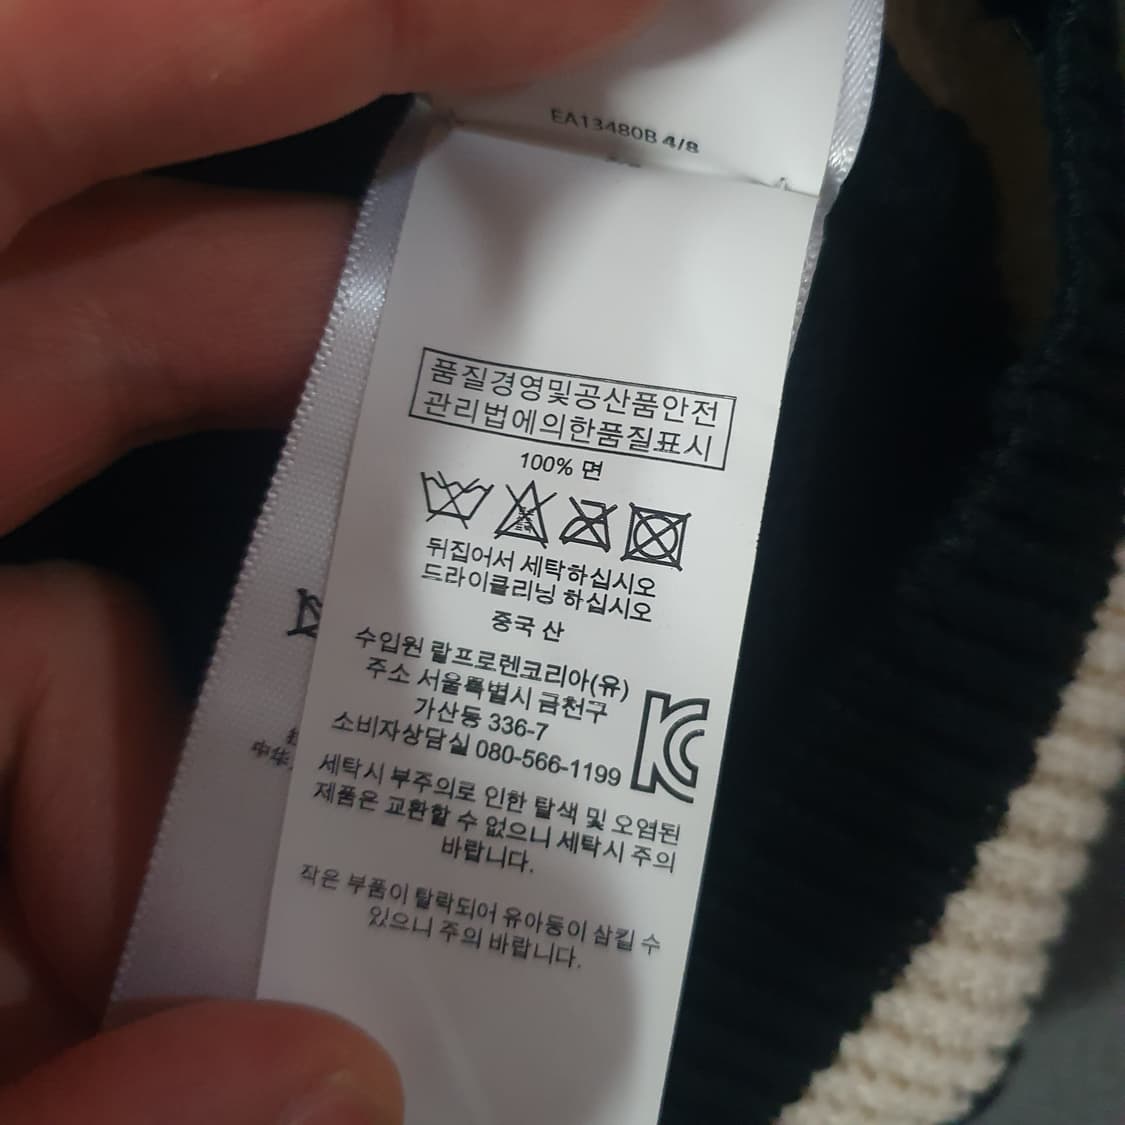 EA13480B 4/8
품질경영및공산품안전
관리법에의한품질표시
100% 면
뒤집어서 세탁하십시오
드라이클리닝 하십시오
중국 산
수입원 랄프로렌코리아(유)
주소 서울특별시 금천구
가산동 336-7
소비자상담실 080-566-1199
세탁시 부주의로 인한 탈색 및 오염된
제품은 교환할 수 없으니 세탁시 주의
바랍니다.
작은 부품이 탈락되어 유아등이 삼킬 수
있으니 주의 바랍니다.